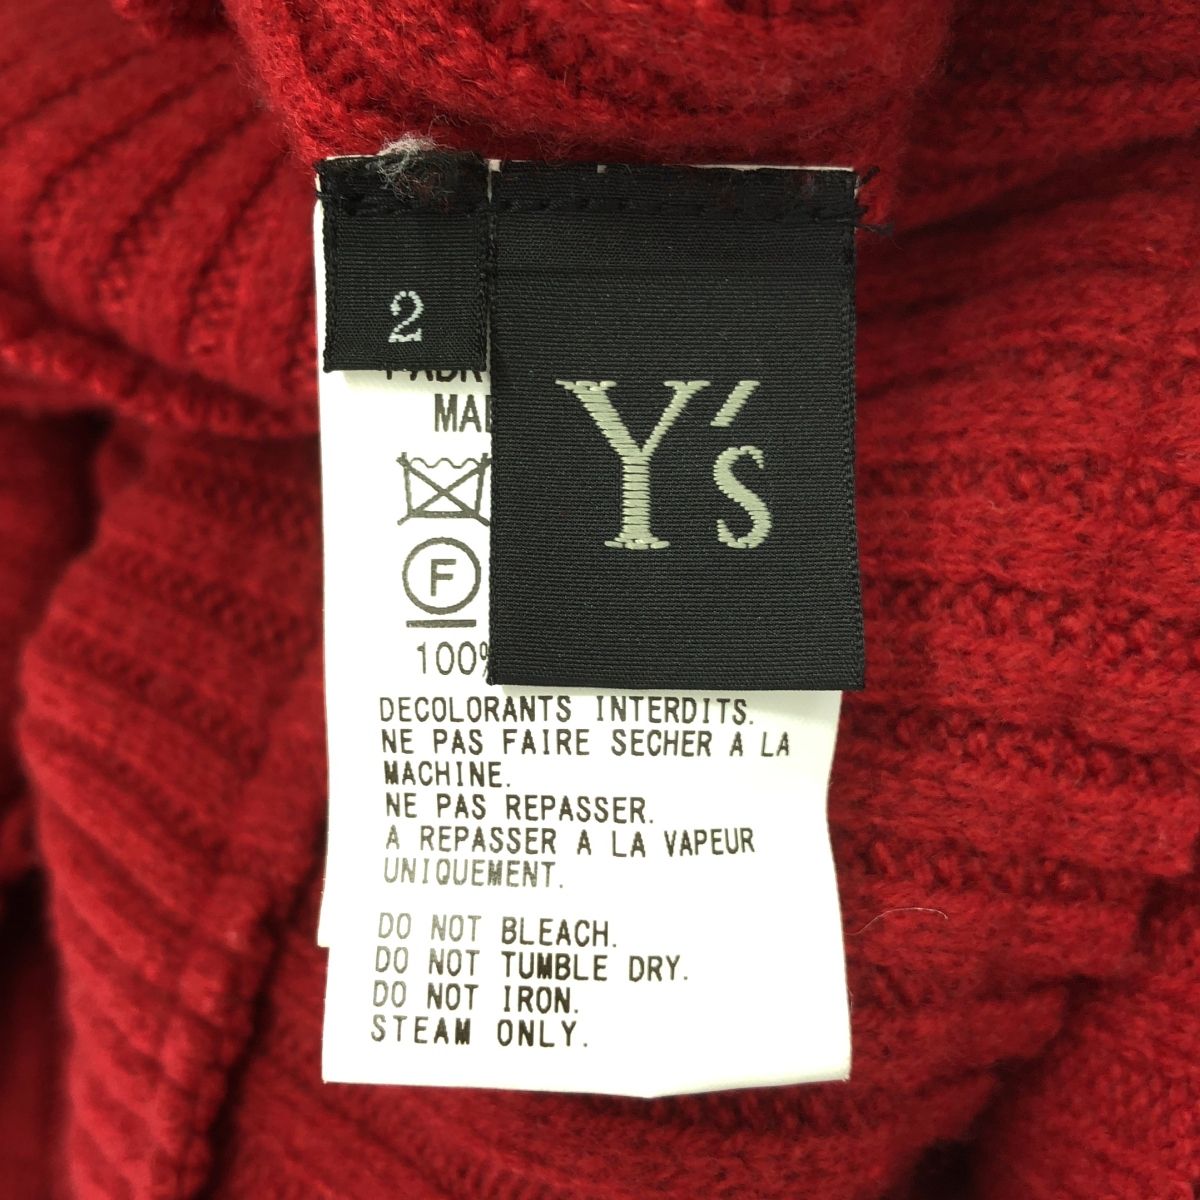 2
Y's
F
100%
DECOLORANTS INTERDITS.
NE PAS FAIRE SECHER A LA
MACHINE.
NE PAS REPASSER.
A REPASSER A LA VAPEUR
UNIQUEMENT.
DO NOT BLEACH.
DO NOT TUMBLE DRY.
DO NOT IRON.
STEAM ONLY.